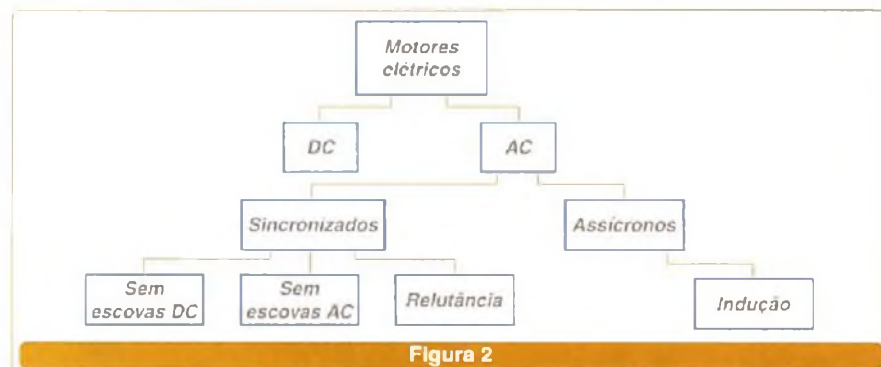 Motores
elétricos
DC
AC
Sincronizados
Assícronos
Sem
escovas DC
Sem
escovas AC
Relutância
Indução
Figura 2